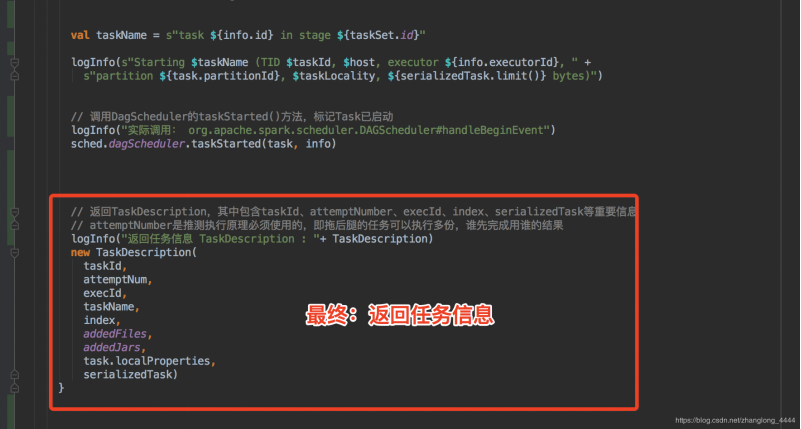 val taskName = s"task ${info.id} in stage ${taskSet.id}"
logInfo(s"Starting $taskName (TID $taskId, $host, executor ${info.executorId}, " +
s"partition ${task.partitionId}, $taskLocality, ${serializedTask.limit()} bytes)")
// 调用DagScheduler的taskStarted()方法，标记Task已启动
logInfo("实际调用： org.apache.spark.scheduler.DAGScheduler#handleBeginEvent")
sched.dagScheduler.taskStarted(task, info)
// 返回TaskDescription，其中包含taskId、attemptNumber、execId、index、serializedTask等重要信息
// attemptNumber是推测执行原理必须使用的，即拖后腿的任务可以执行多份，谁先完成用谁的结果
logInfo("返回任务信息 TaskDescription : "+ TaskDescription)
new TaskDescription(
taskId,
attemptNum,
execId,
taskName,
index,
addedFiles,
addedJars,
task.localProperties,
serializedTask)
}
最终：返回任务信息
https://blog.csdn.net/zhanglong_4444